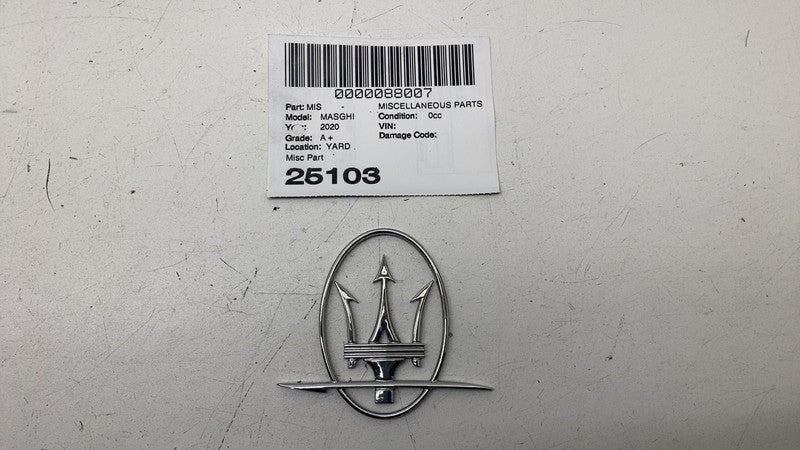 0000088007
Part: MIS - MISCELLANEOUS PARTS
Model: MASGHI Condition: 0cc
2020 VIN:
Grade: A+ Damage Code:
Location: YARD .
Misc Part
25103